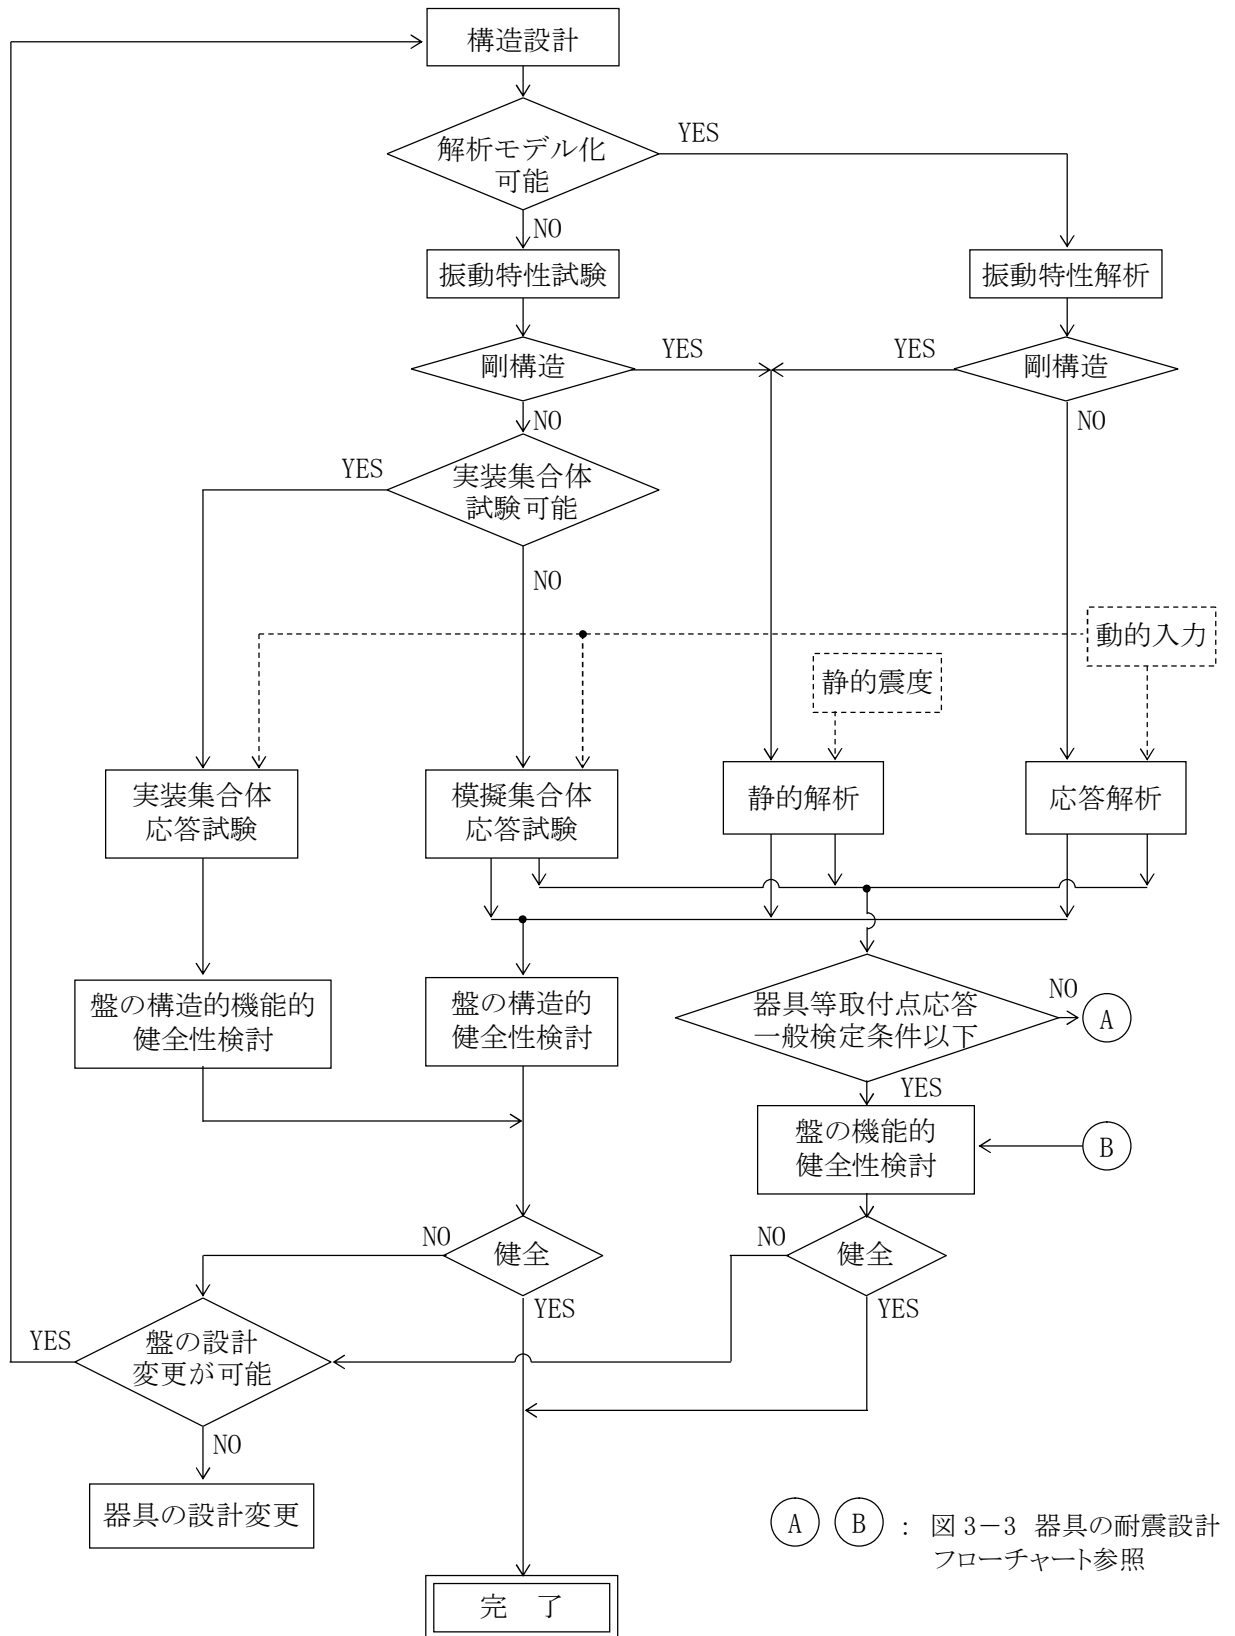 構造設計
解析モデル化
可能
YES
NO
振動特性試験
振動特性解析
剛構造
YES
YES
剛構造
NO
NO
実装集合体
試験可能
YES
NO
動的入力
静的震度
実装集合体
応答試験
模擬集合体
応答試験
静的解析
応答解析
盤の構造的機能的
健全性検討
盤の構造的
健全性検討
器具等取付点応答
一般検定条件以下
NO
A
YES
盤の機能的
健全性検討
B
NO
健全
YES
NO
健全
YES
YES
盤の設計
変更が可能
NO
器具の設計変更
A B : 図 3-3 器具の耐震設計
フローチャート参照
完 了